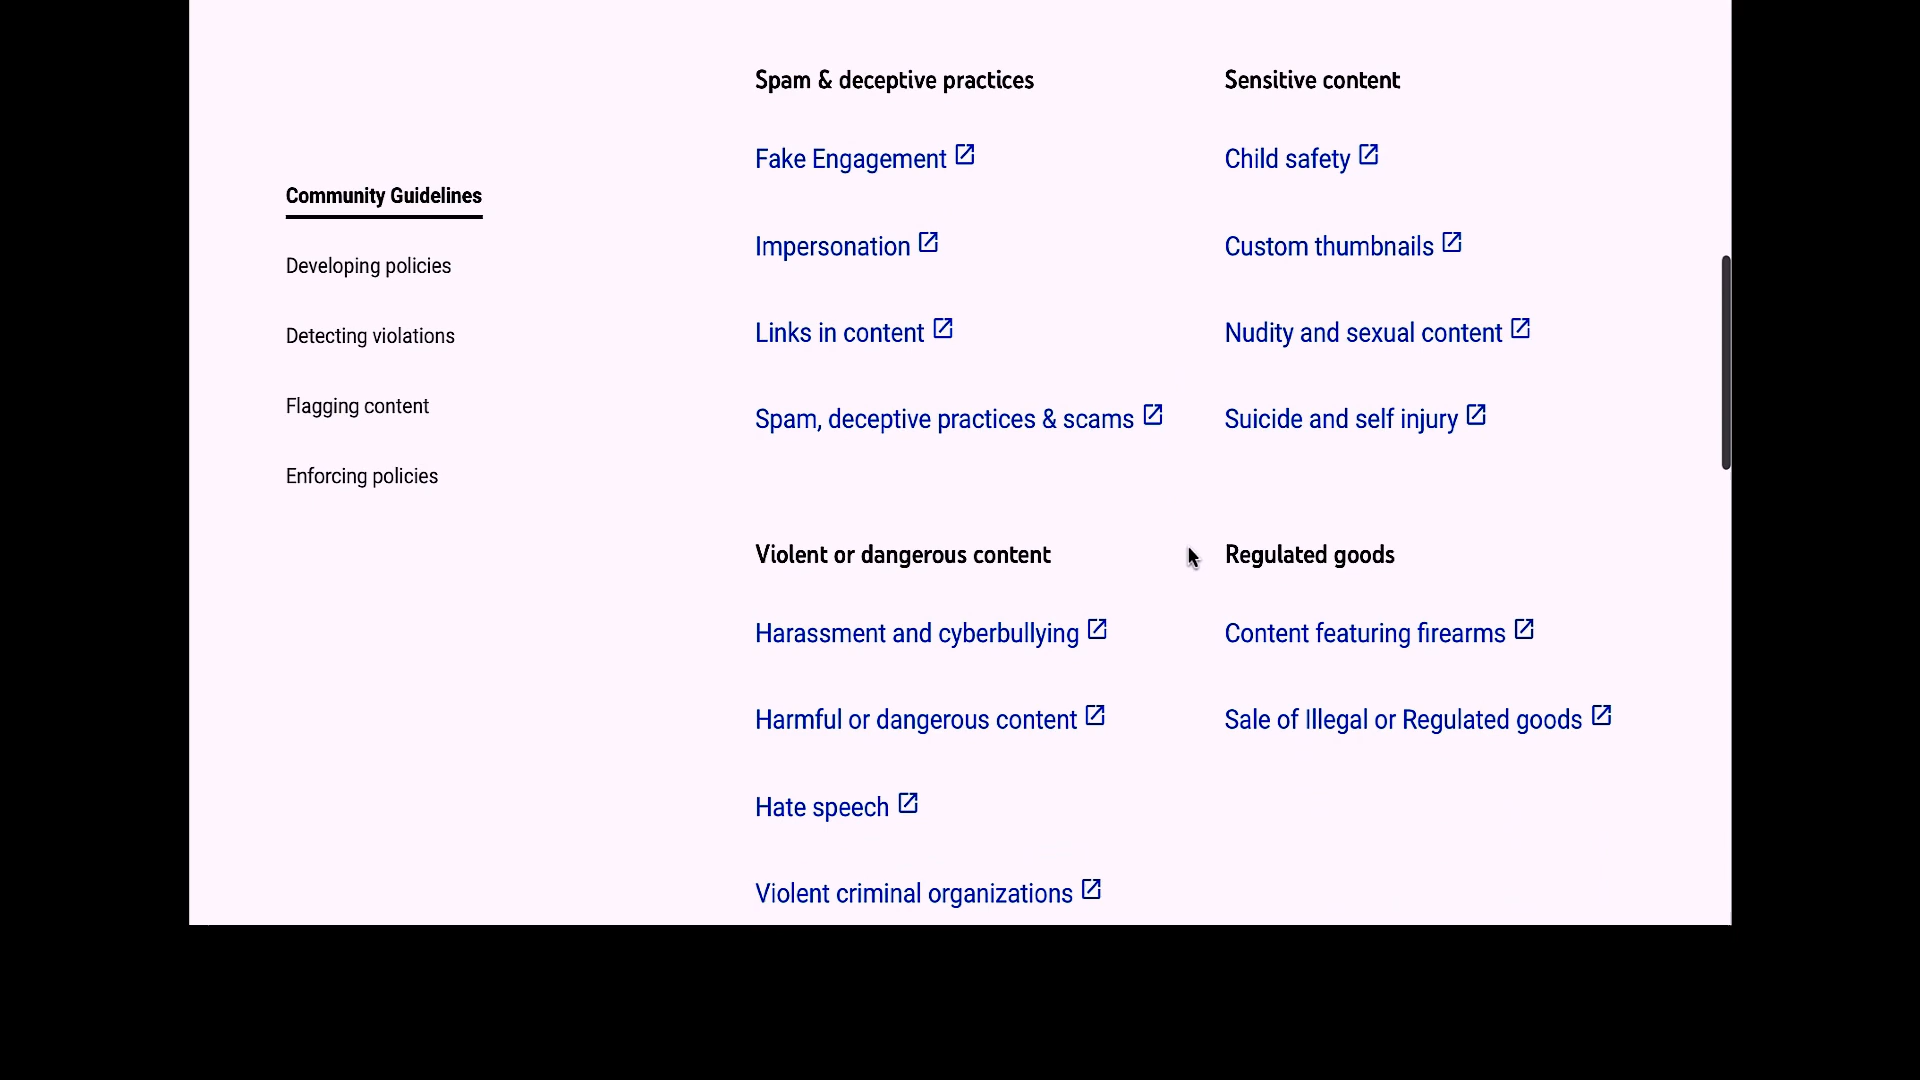 Community Guidelines
Developing policies
Detecting violations
Flagging content
Enforcing policies
Spam & deceptive practices
Fake Engagement
Impersonation
Links in content
Spam, deceptive practices & scams
Sensitive content
Child safety
Custom thumbnails
Nudity and sexual content
Suicide and self injury
Violent or dangerous content
Harassment and cyberbullying
Harmful or dangerous content
Hate speech
Violent criminal organizations
Regulated goods
Content featuring firearms
Sale of Illegal or Regulated goods